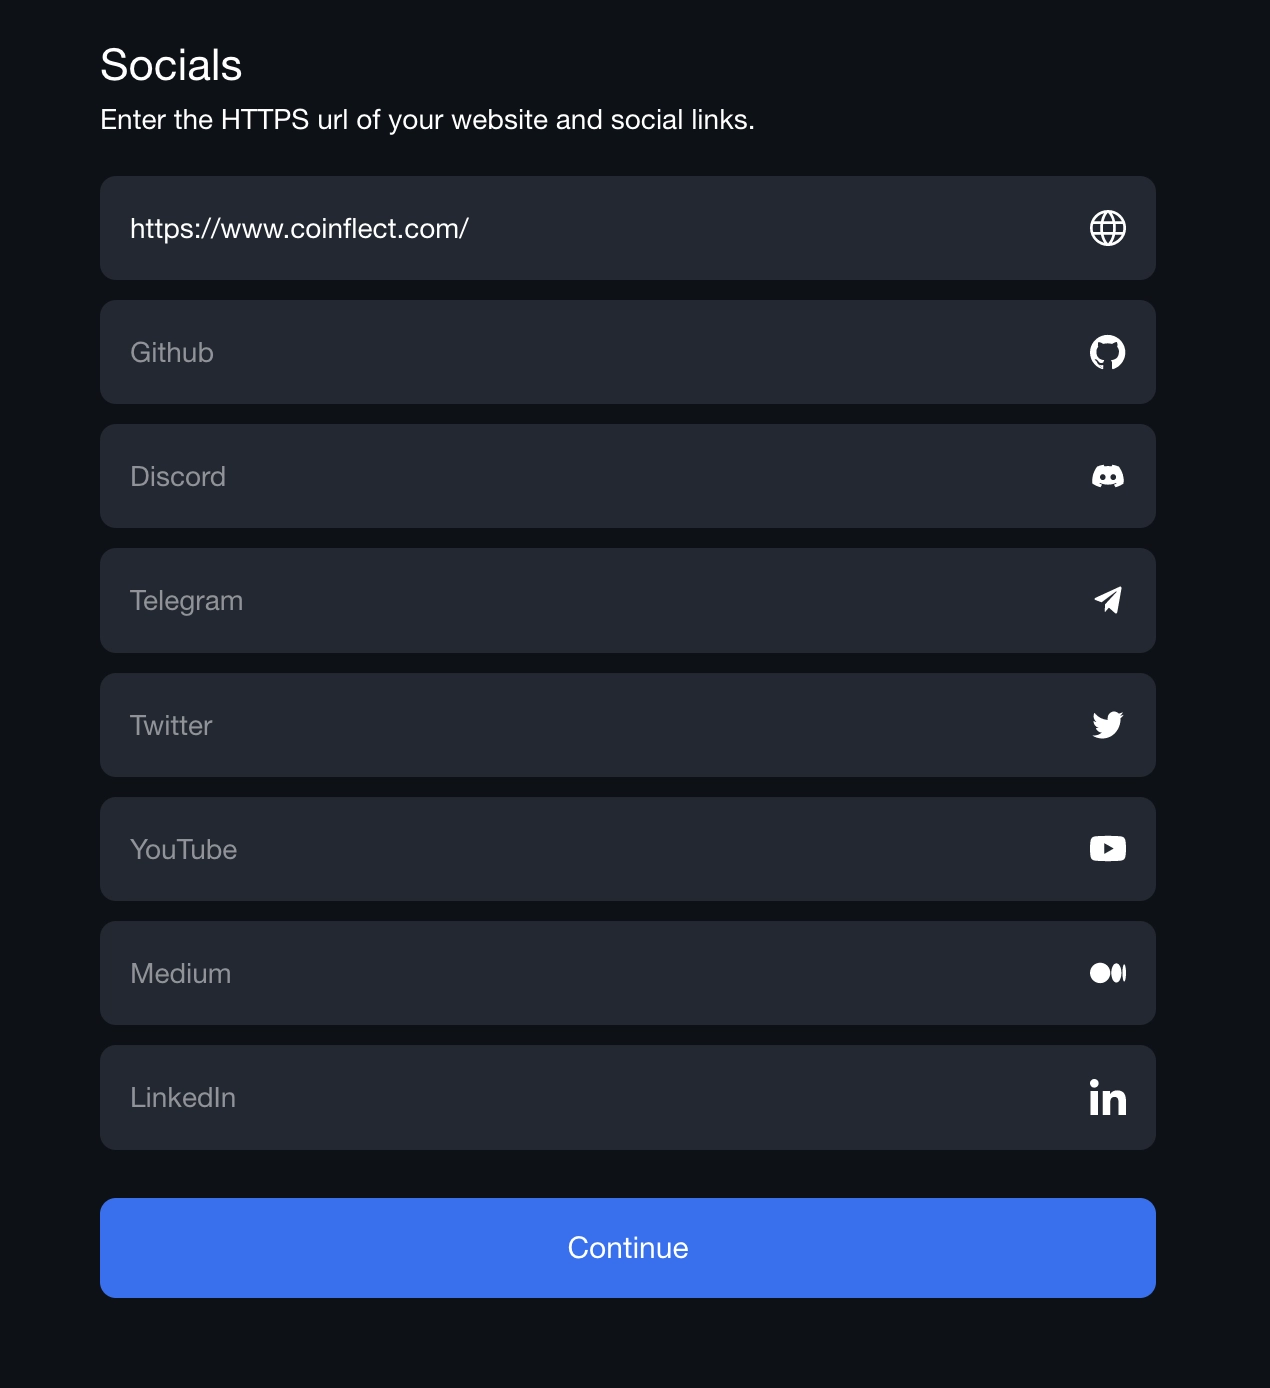 Socials
Enter the HTTPS url of your website and social links.
https://www.coinflect.com/
Github
Discord
Telegram
Twitter
YouTube
Medium
LinkedIn
Continue